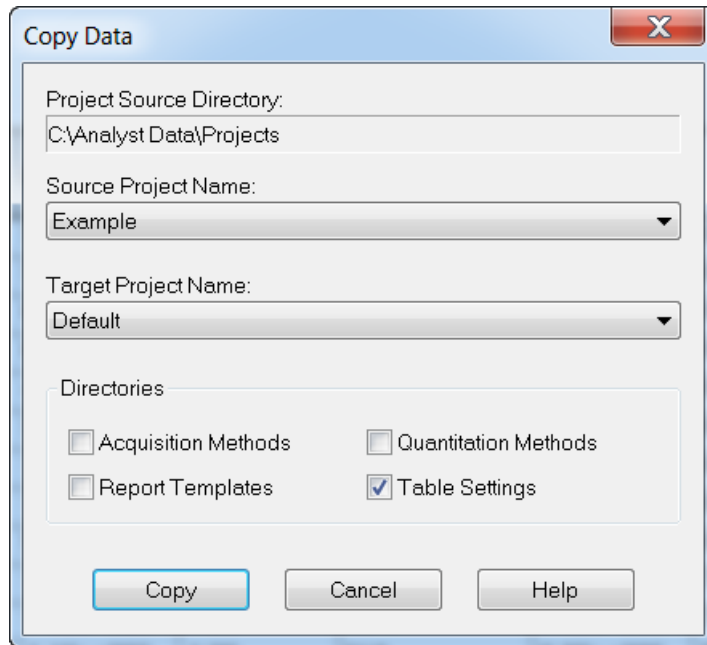 Copy Data
Project Source Directory:
C:\Analyst Data\Projects
Source Project Name:
Example
Target Project Name:
Default
Directories
Acquisition Methods Quantitation Methods
Report Templates Table Settings
Copy Cancel Help